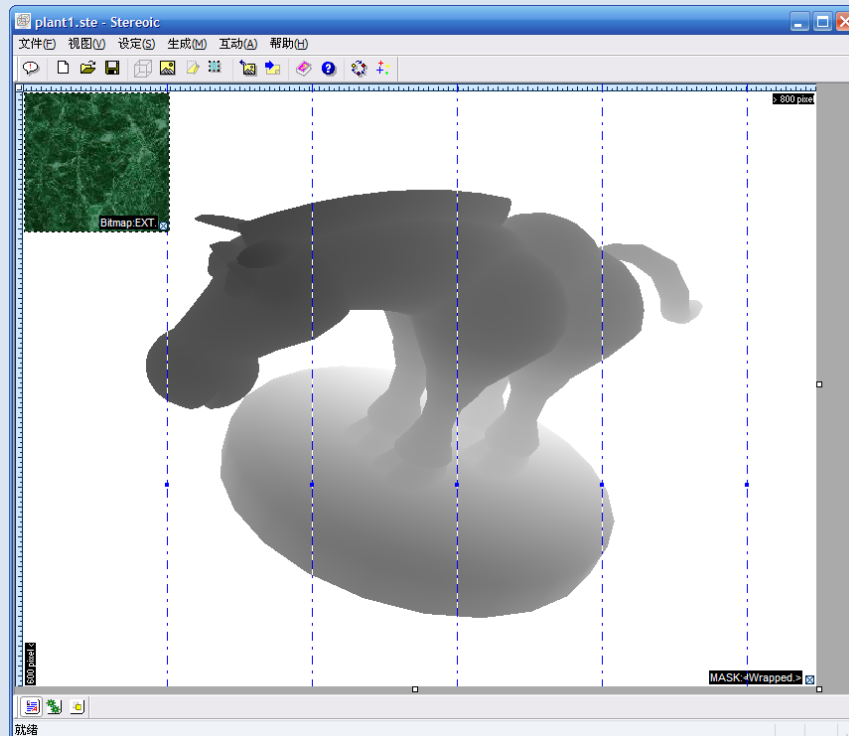 plant1.ste - Stereoic
文件(F) 视图(V) 设定(S) 生成(M) 互动(A) 帮助(H)
> 800 pixel
Bitmap:EXT.
600 pixel <
MASK:<Wrapped.>
就绪